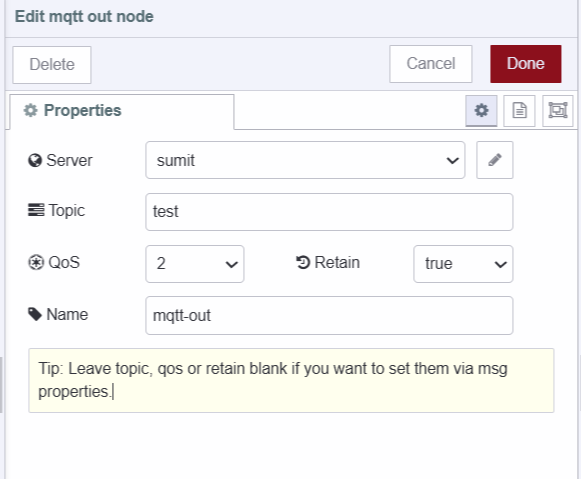 Edit mqtt out node
Delete Cancel Done
Properties
Server sumit
Topic test
QoS 2 Retain true
Name mqtt-out
Tip: Leave topic, qos or retain blank if you want to set them via msg
properties.